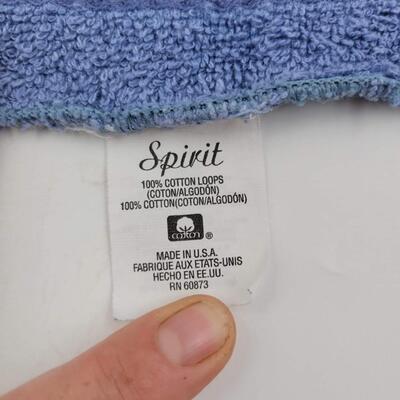 Spirit
100% COTTON LOOPS
(COTON/ALGODÓN)
100% COTTON(COTON/ALGODÓN)
COTTON ®
MADE IN U.S.A.
FABRIQUE AUX ETATS-UNIS
HECHO EN EE.UU.
RN 60873